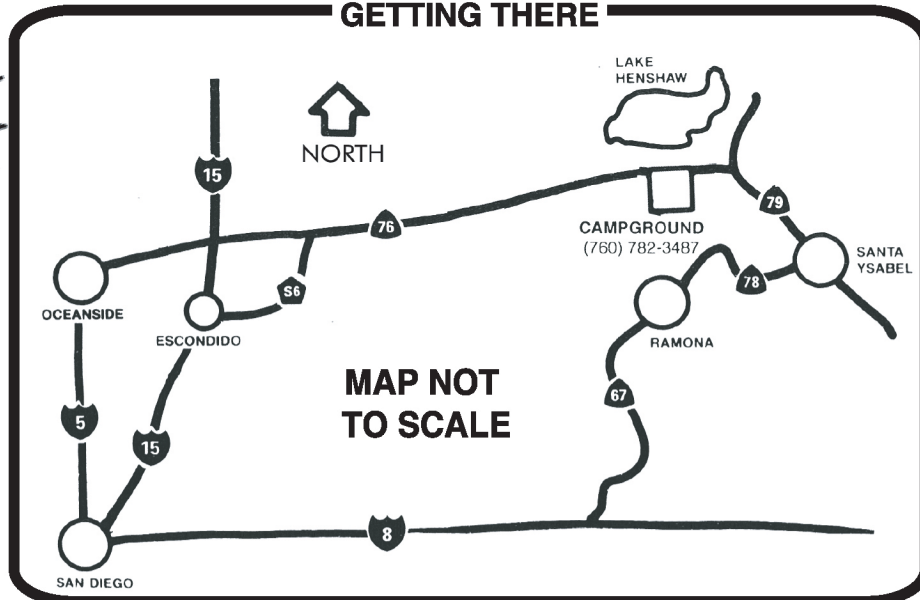 GETTING THERE
LAKE
HENSHAW
NORTH
15
79
76
CAMPGROUND
(760) 782-3487
SANTA
YSABEL
78
S6
OCEANSIDE
ESCONDIDO
RAMONA
MAP NOT
TO SCALE
67
5
15
8
SAN DIEGO